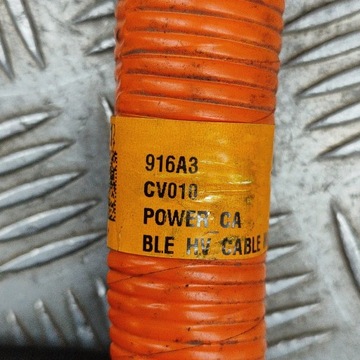 916A3
CV010
POWER CA
BLE HV CABLE